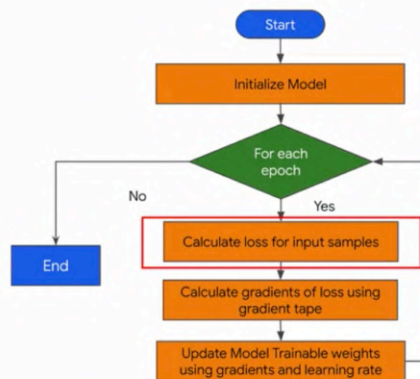 Start
Initialize Model
For each
epoch
No
Yes
Calculate loss for input samples
End
Calculate gradients of loss using
gradient tape
Update Model Trainable weights
using gradients and learning rate